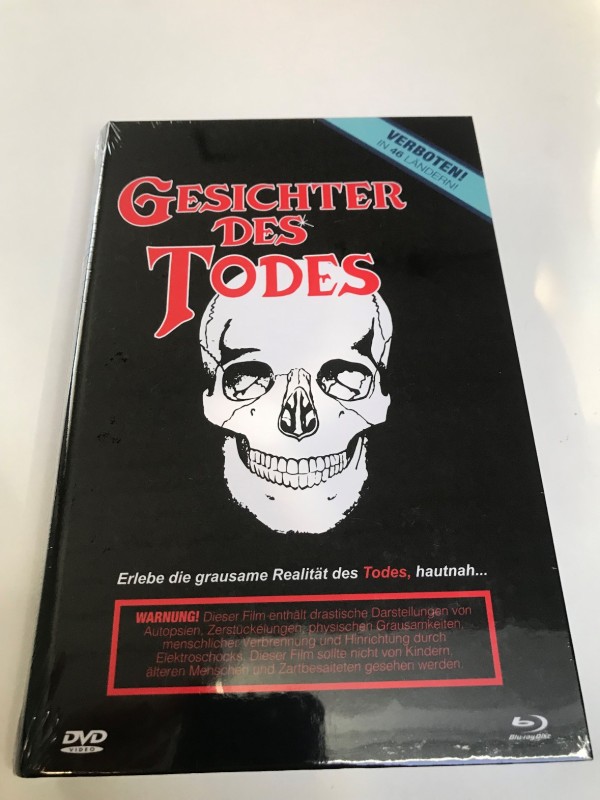 VERBOTEN!
IN 46 LÄNDERN!
GESICHTER
DES
TODES
Erlebe die grausame Realität des Todes, hautnah...
WARNUNG! Dieser Film enthält drastische Darstellungen von
Autopsien, Zerstückelungen, physischen Grausamkeiten,
menschlicher Verbrennung und Hinrichtung durch
Elektroschocks. Dieser Film sollte nicht von Kindern,
älteren Menschen und Zartbesaiteten gesehen werden.
DVD
VIDEO
Blu-ray Disc